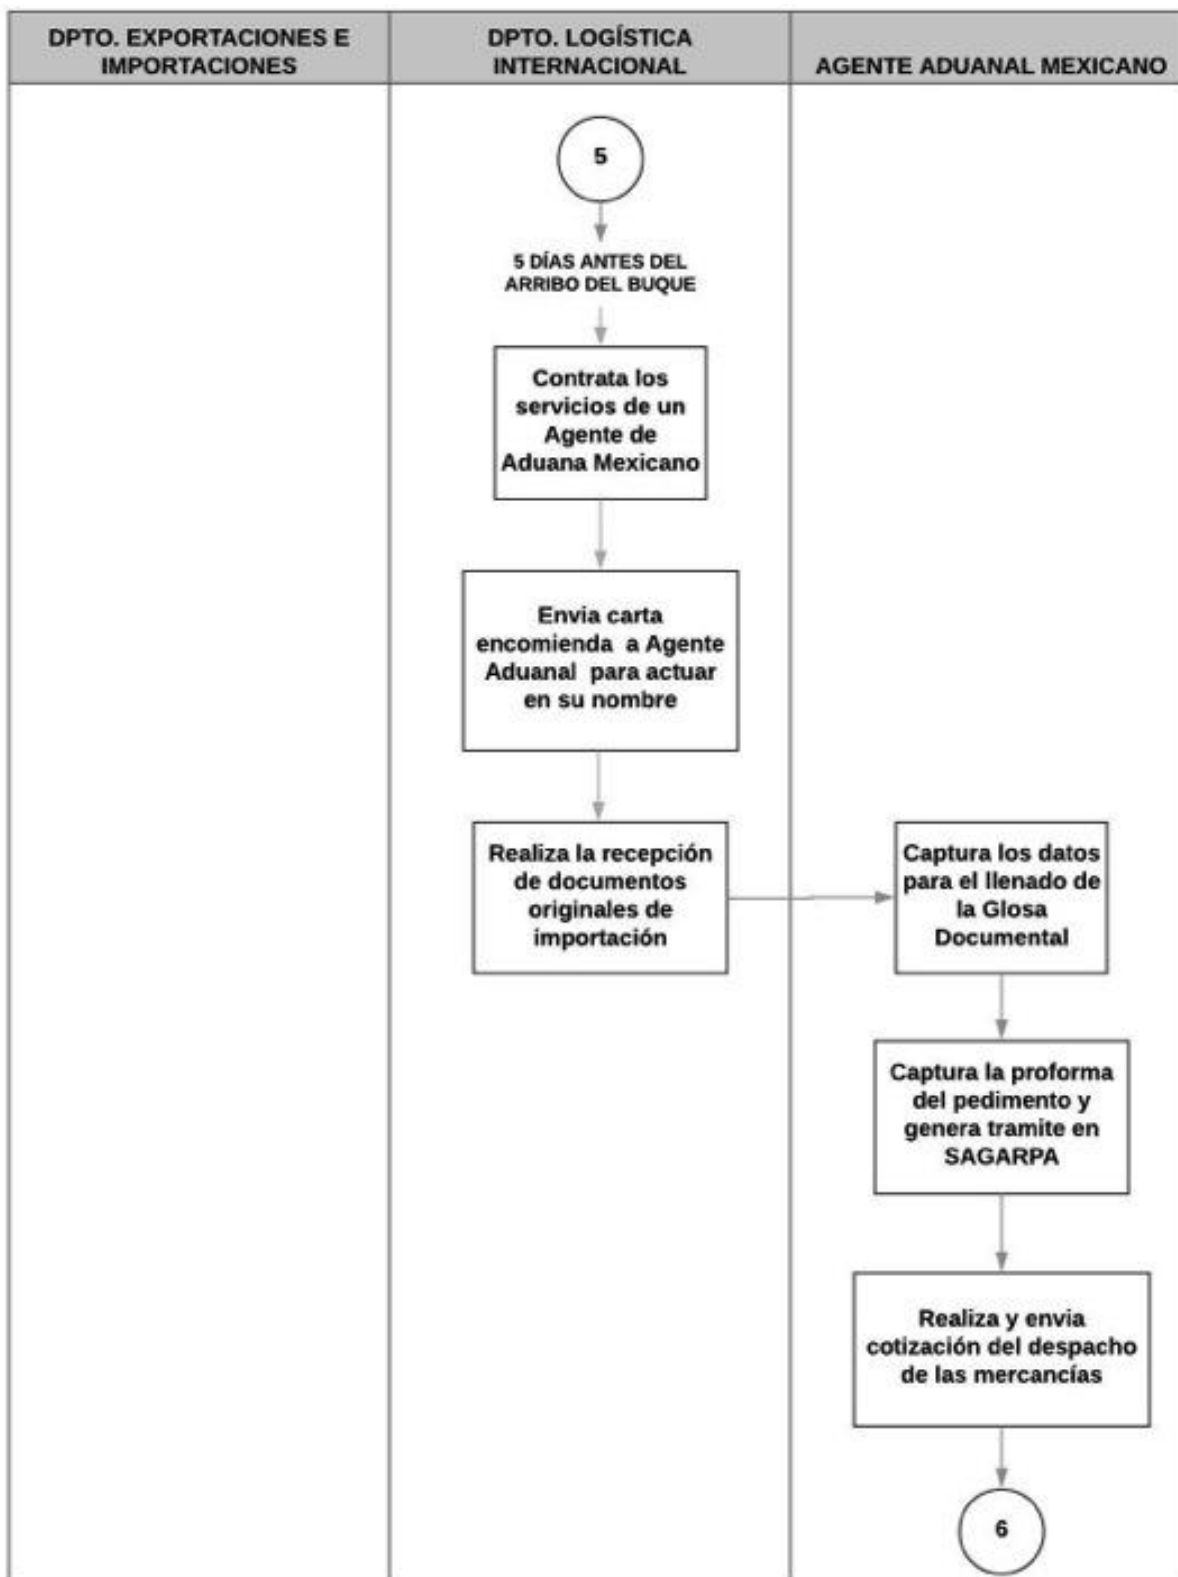 DPTO. EXPORTACIONES E
IMPORTACIONES
DPTO. LOGÍSTICA
INTERNACIONAL
AGENTE ADUANAL MEXICANO
5
5 DÍAS ANTES DEL
ARRIBO DEL BUQUE
Contrata los
servicios de un
Agente de
Aduana Mexicano
Envia carta
encomienda a Agente
Aduanal para actuar
en su nombre
Realiza la recepción
de documentos
originales de
importación
Captura los datos
para el llenado de
la Glosa
Documental
Captura la proforma
del pedimento y
genera tramite en
SAGARPA
Realiza y envia
cotización del despacho
de las mercancías
6